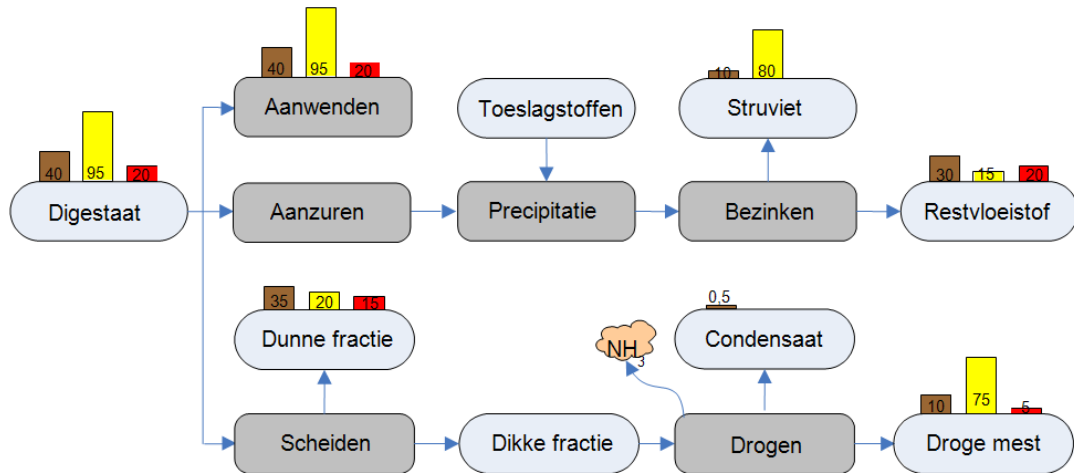 40 95 20
Aanwenden
Toeslagstoffen
10 80
Struviet
40 95 20
Digestaat
Aanzuren
Precipitatie
Bezinken
30 15 20
Restvloeistof
35 20 15
Dunne fractie
NH3
0,5
Condensaat
Scheiden
Dikke fractie
Drogen
10 75 5
Droge mest